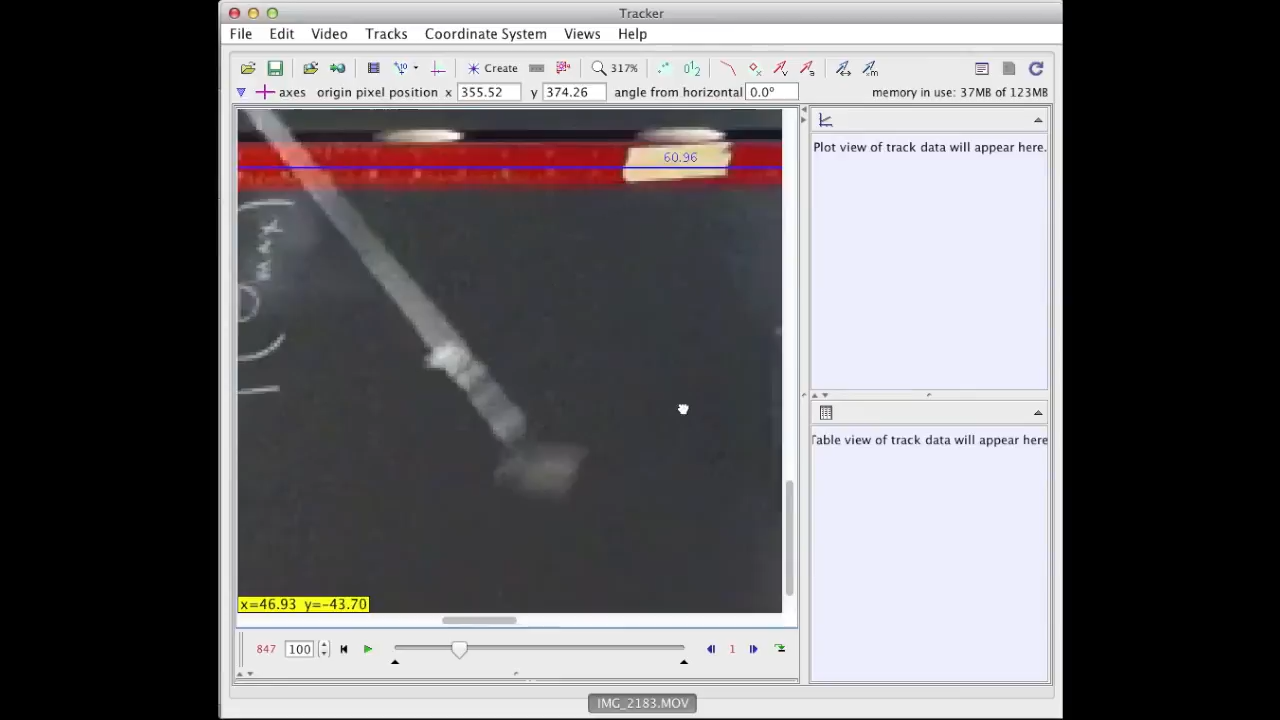 Tracker
File Edit Video Tracks Coordinate System Views Help
Create 317%
axes origin pixel position x 355.52 y 374.26 angle from horizontal 0.0° memory in use: 37MB of 123MB
60.96
max
Plot view of track data will appear here.
Table view of track data will appear here
x=46.93 y=-43.70
847 100 1
IMG_2183.MOV